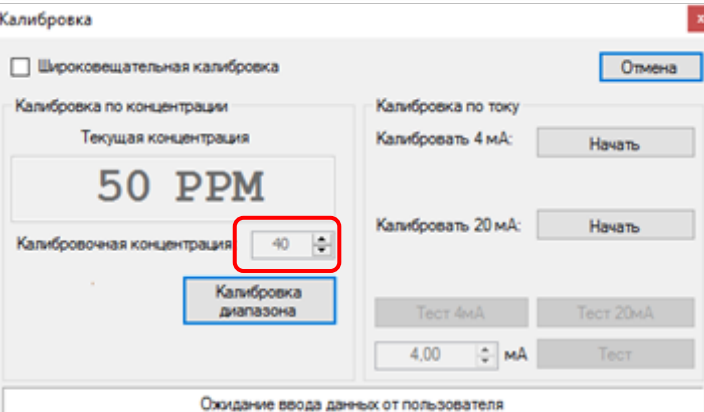 Калибровка
x
Широковещательная калибровка
Отмена
Калибровка по концентрации
Текущая концентрация
50 PPM
Калибровочная концентрация
40
Калибровка
диапазона
Калибровка по току
Калибровать 4 мА:
Начать
Калибровать 20 мА:
Начать
Тест 4мА
Тест 20мА
4,00
мА
Тест
Ожидание ввода данных от пользователя